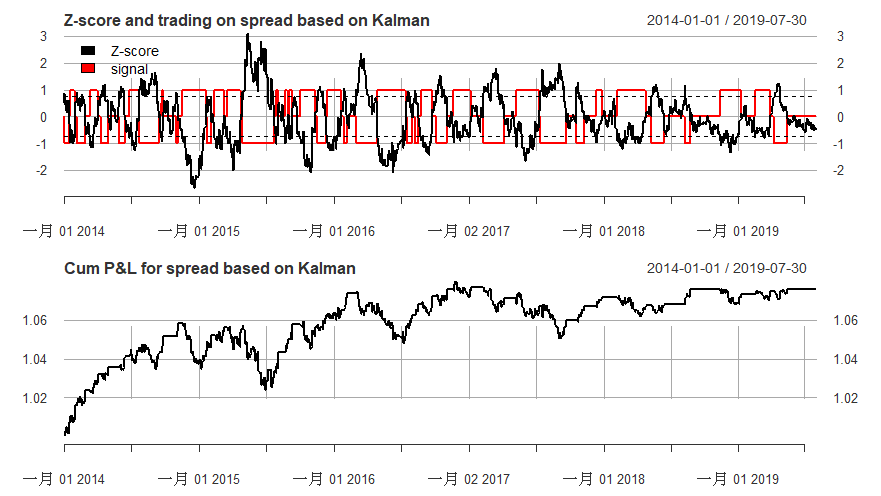 Z-score and trading on spread based on Kalman 2014-01-01 / 2019-07-30
3 3
Z-score
2 2
signal
1 1
0 0
-1 -1
-2 -2
一月 01 2014 一月 01 2015 一月 01 2016 一月 02 2017 一月 01 2018 一月 01 2019
Cum P&L for spread based on Kalman 2014-01-01 / 2019-07-30
1.06 1.06
1.04 1.04
1.02 1.02
一月 01 2014 一月 01 2015 一月 01 2016 一月 02 2017 一月 01 2018 一月 01 2019